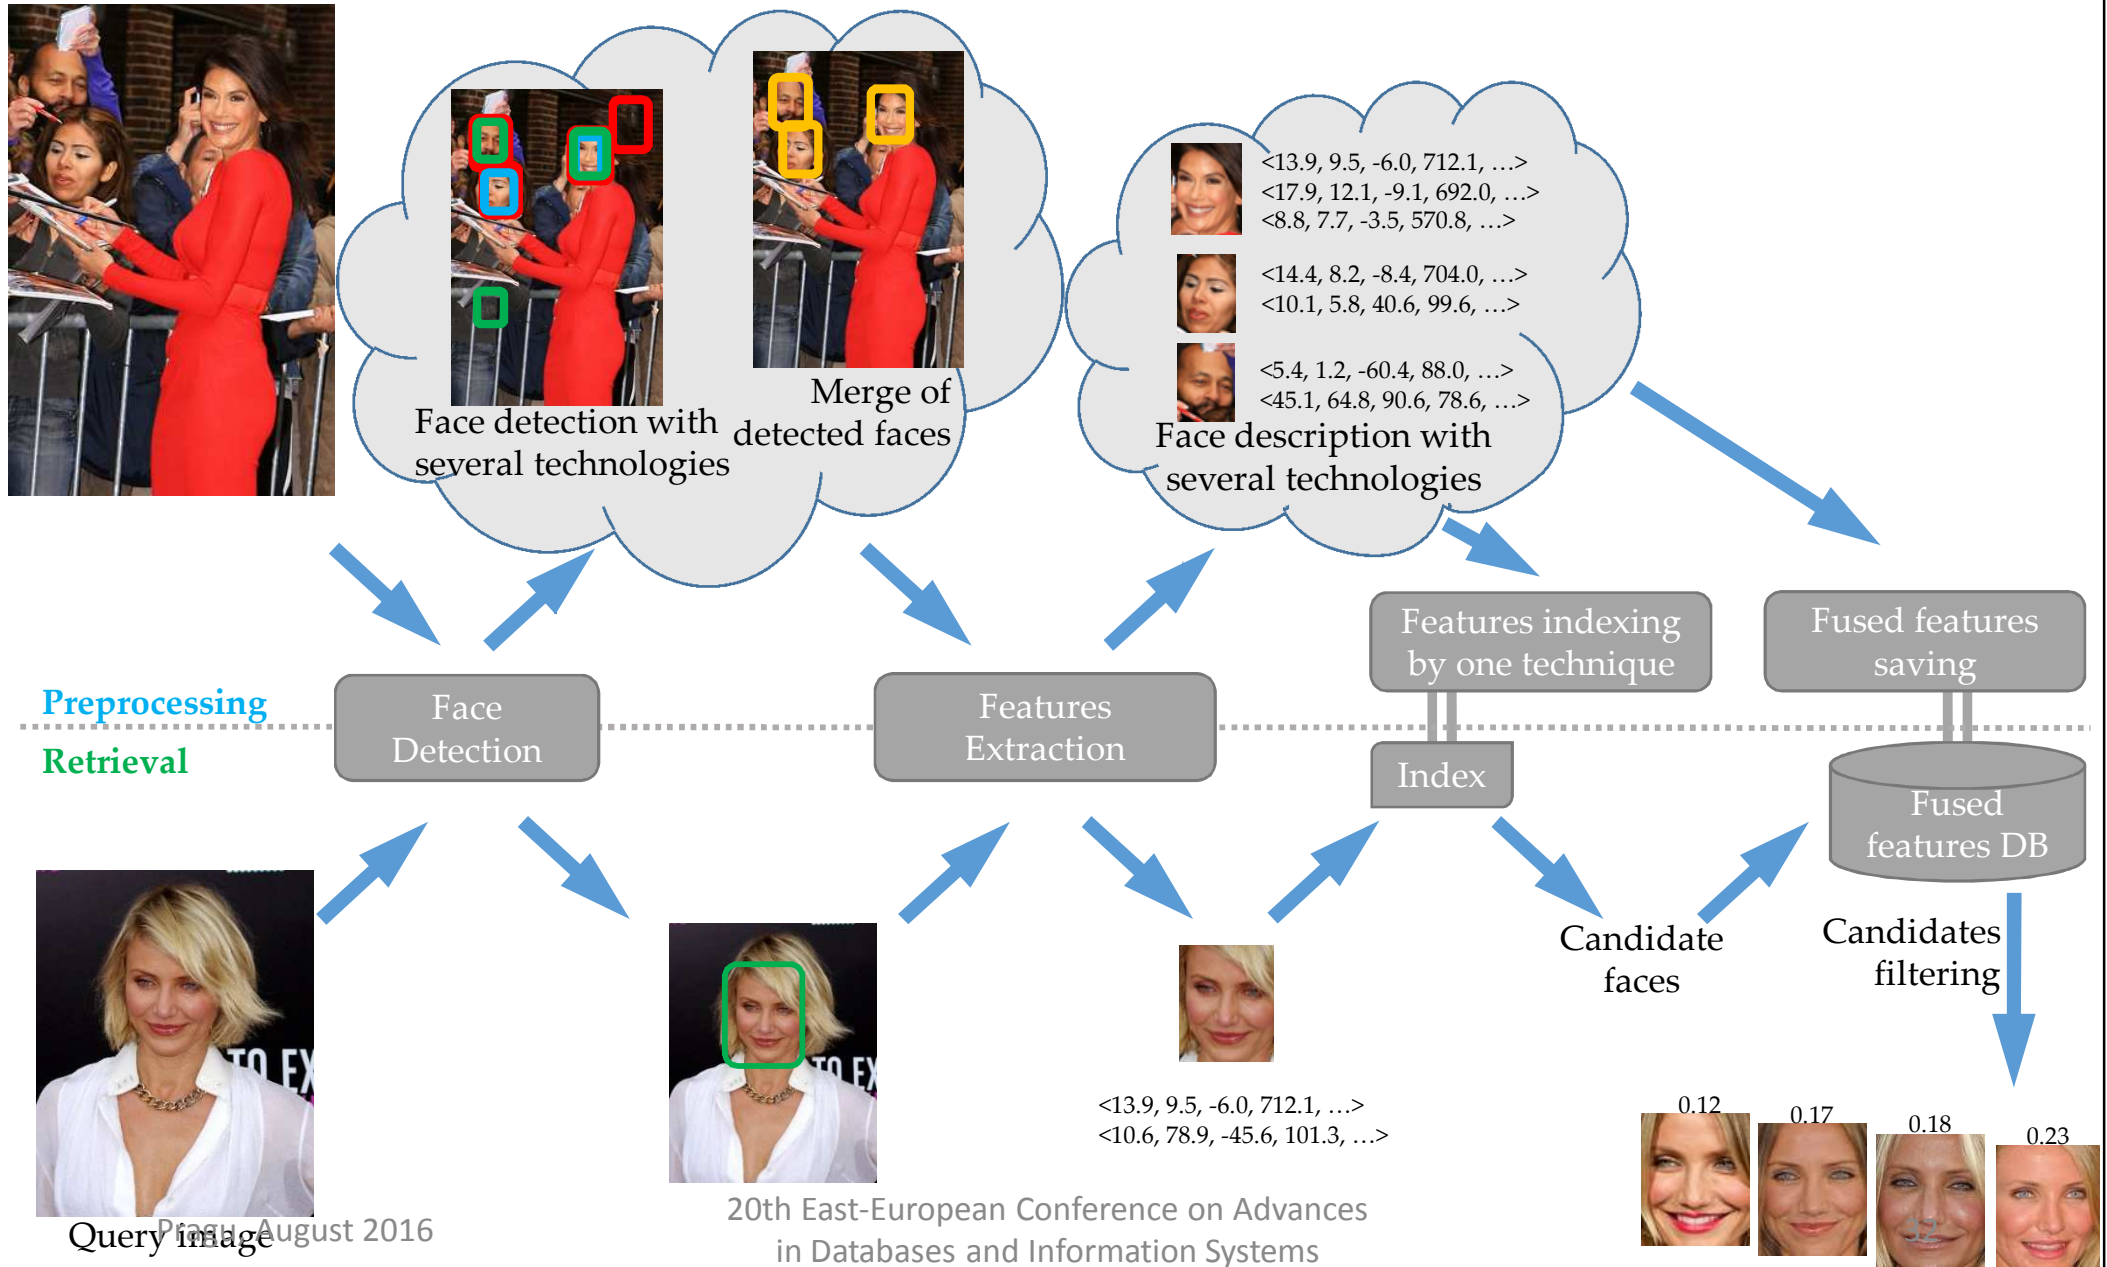 <13.9, 9.5, -6.0, 712.1, …>
<17.9, 12.1, -9.1, 692.0, …>
<8.8, 7.7, -3.5, 570.8, …>
<14.4, 8.2, -8.4, 704.0, …>
<10.1, 5.8, 40.6, 99.6, …>
<5.4, 1.2, -60.4, 88.0, …>
<45.1, 64.8, 90.6, 78.6, …>
Face detection with
several technologies
Merge of
detected faces
Face description with
several technologies
Features indexing
by one technique
Fused features
saving
Preprocessing
Retrieval
Face
Detection
Features
Extraction
Index
Fused
features DB
Candidate
faces
Candidates
filtering
TO EX
TO EX
<13.9, 9.5, -6.0, 712.1, …>
<10.6, 78.9, -45.6, 101.3, …>
0.12
0.17
0.18
0.23
Query image
Pragu, August 2016
20th East-European Conference on Advances
in Databases and Information Systems
32